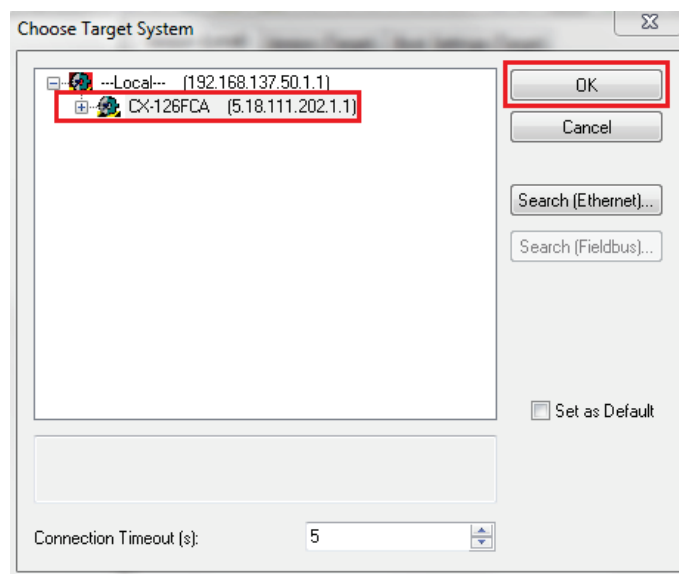 Choose Target System
---Local--- (192.168.137.50.1.1)
CX-126FCA (5.18.111.202.1.1)
OK
Cancel
Search (Ethernet)...
Search (Fieldbus)...
Set as Default
Connection Timeout (s): 5